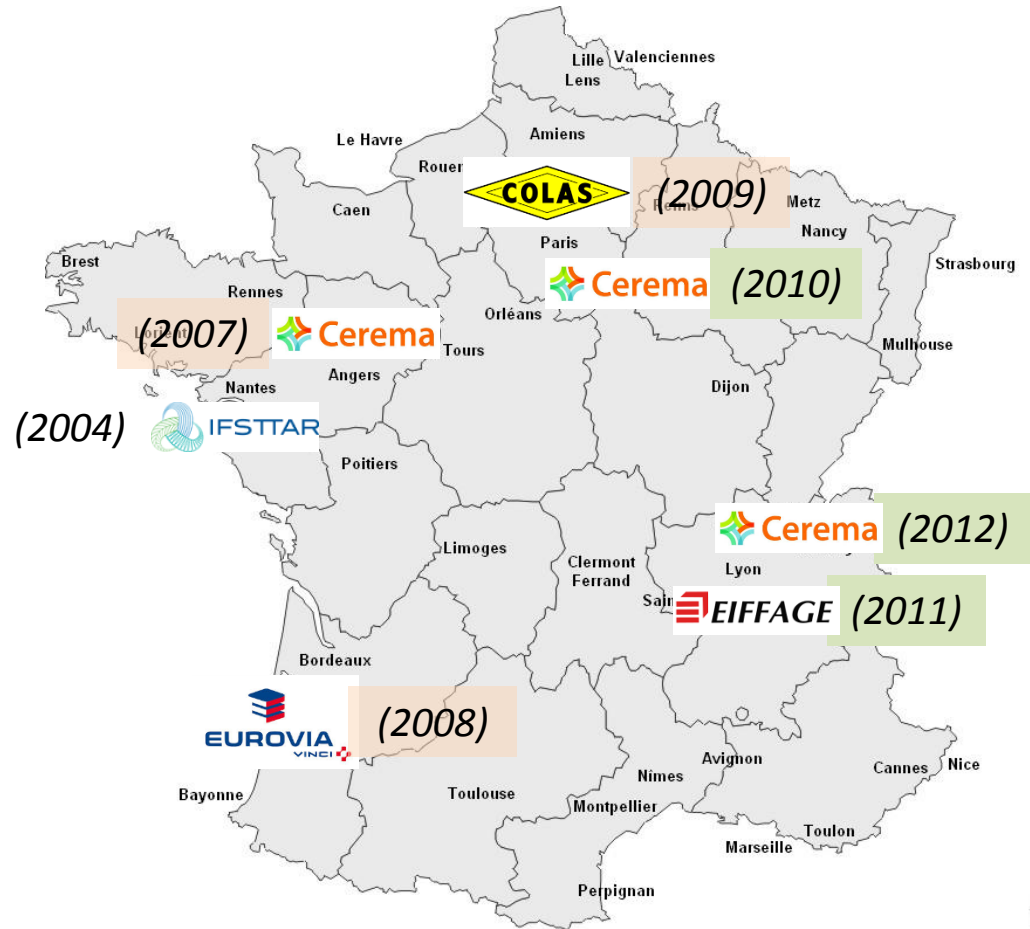 Lille Valenciennes
Lens
Le Havre
Amiens
COLAS
(2009)
Caen
Metz
Nancy
Paris
Strasbourg
Brest
Rennes
Cerema
(2010)
Orléans
(2007)
Cerema
Tours
Mulhouse
Angers
Nantes
Dijon
(2004)
IFSTTAR
Poitiers
Cerema
(2012)
Limoges
Clermont
Ferrand
Lyon
EIFFAGE
(2011)
Bordeaux
EUROVIA
VINCI
(2008)
Avignon
Cannes
Nice
Nîmes
Bayonne
Toulouse
Montpellier
Toulon
Marseille
Perpignan